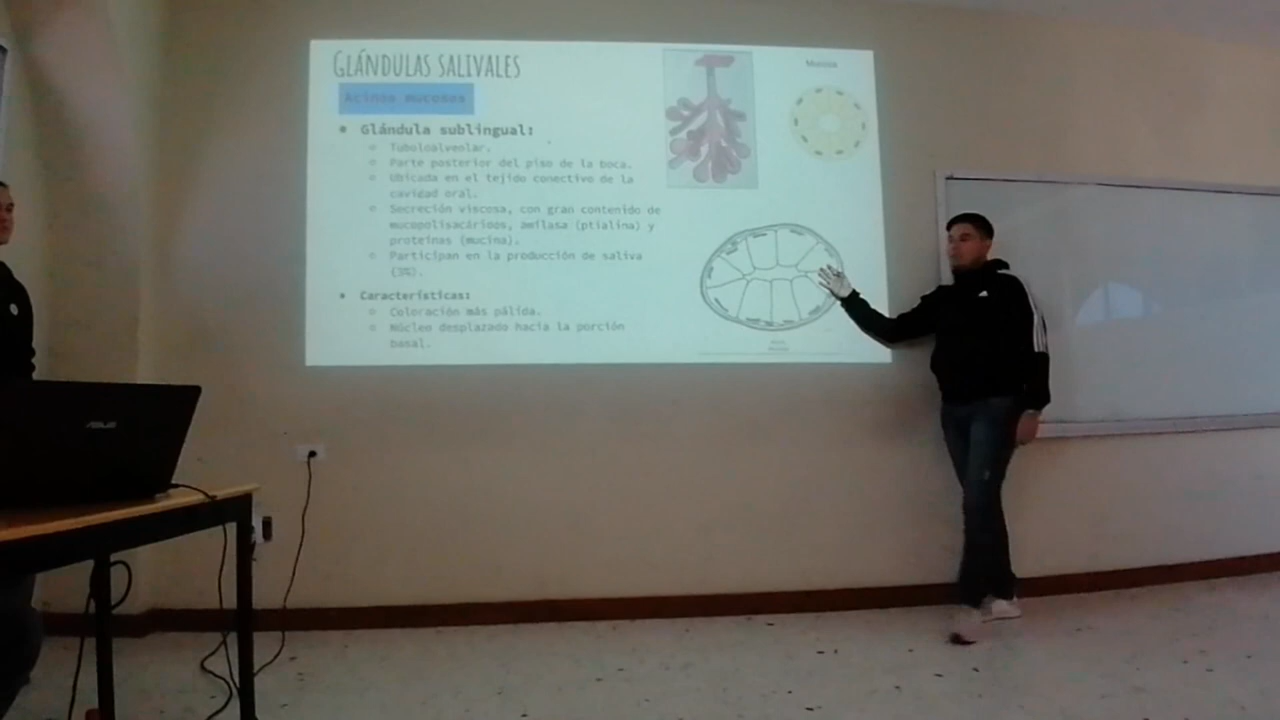 GLÁNDULAS SALIVALES
Mucosa
Acinos mucosos
Glándula sublingual:
Tubuloalveolar.
Parte posterior del piso de la boca.
Ubicada en el tejido conectivo de la
cavidad oral.
Secreción viscosa, con gran contenido de
mucopolisacáridos, amilasa (ptialina) y
proteínas (mucina).
Participan en la producción de saliva
(3%).
Características:
Coloración más pálida.
Núcleo desplazado hacia la porción
basal.
ASUS